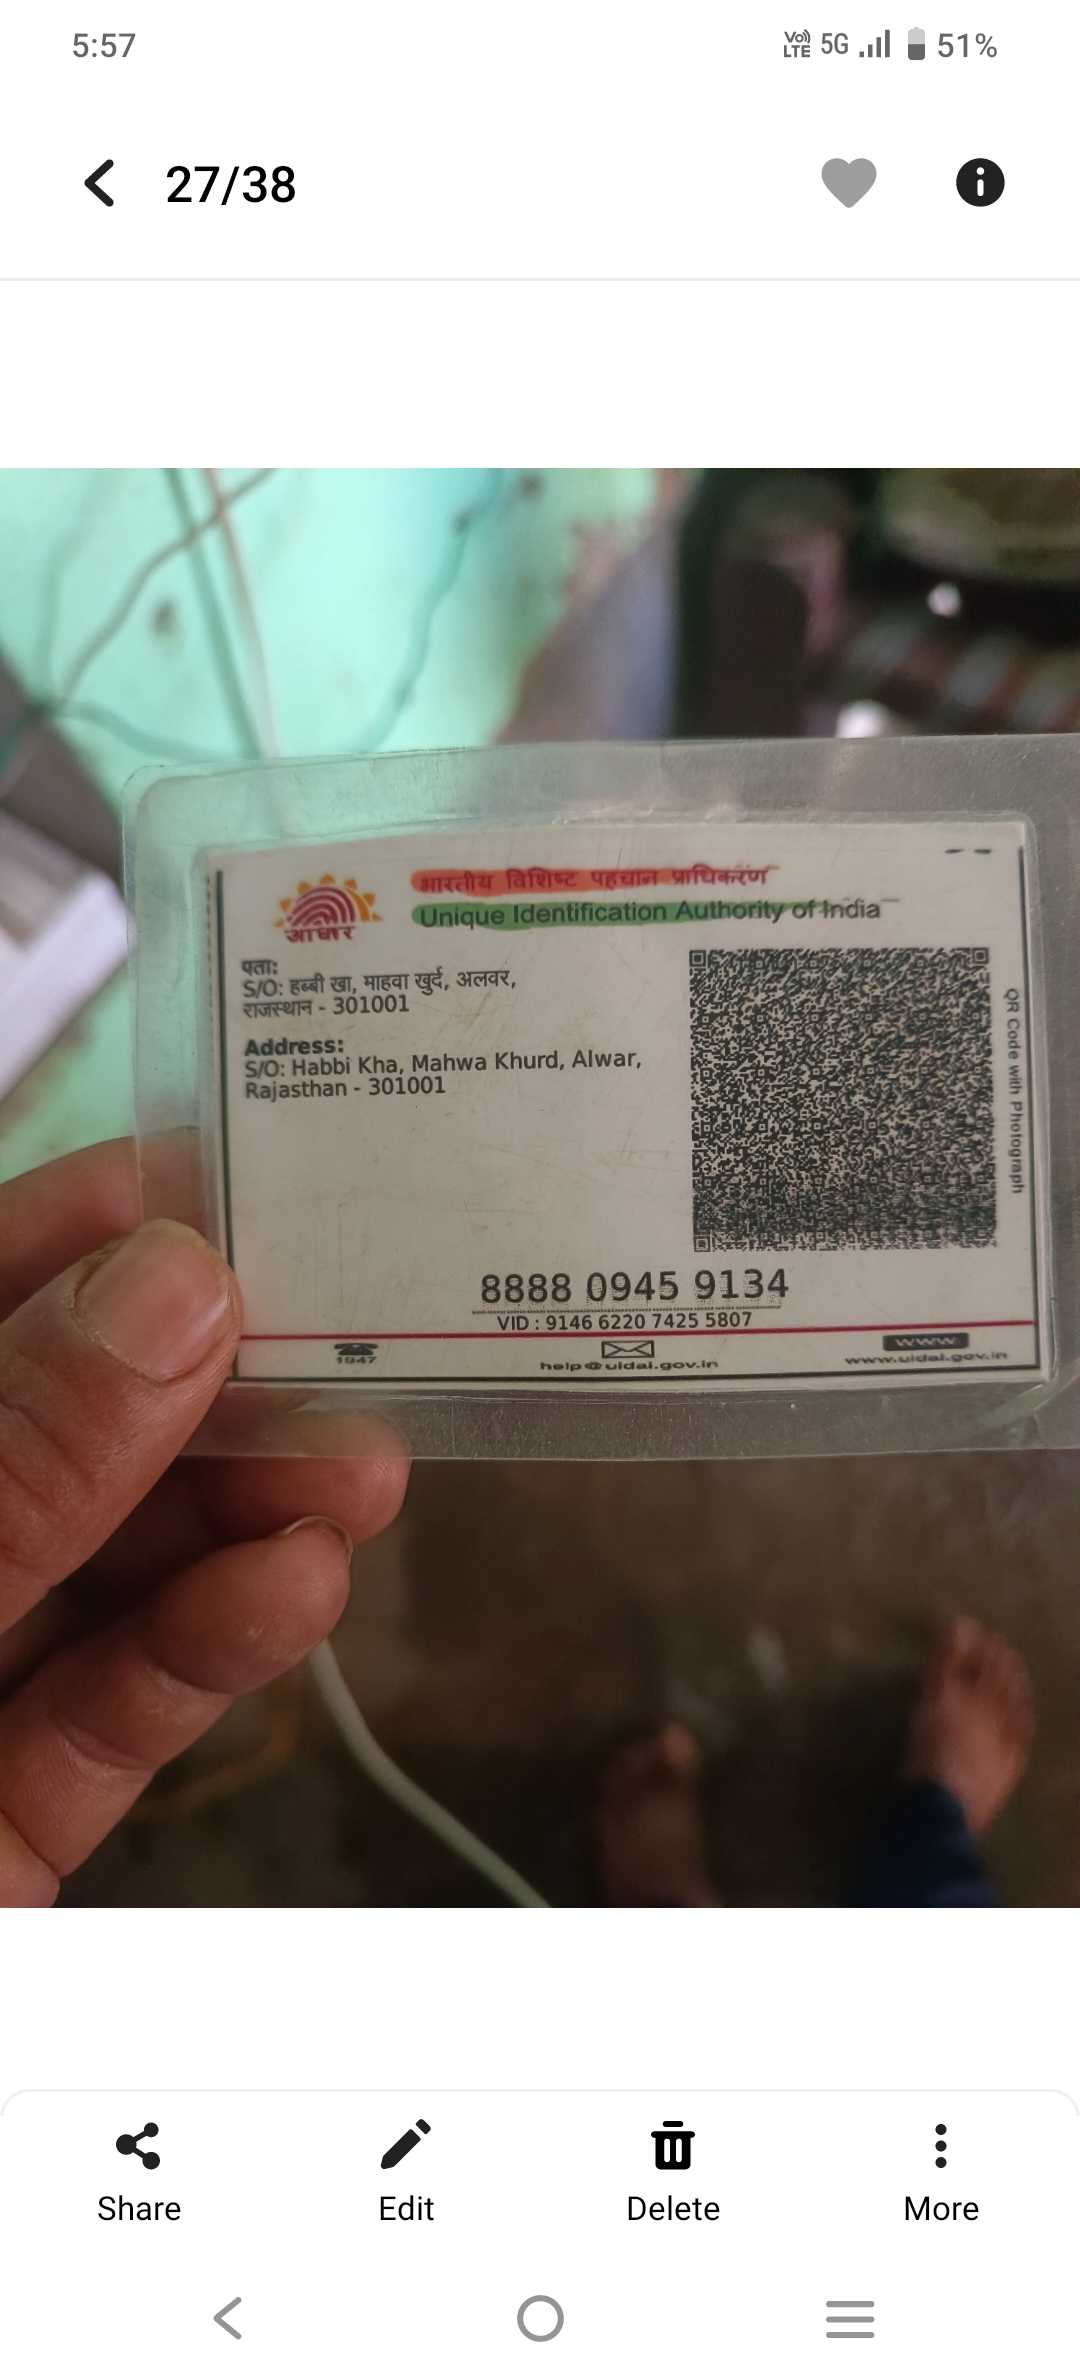 5:57
Vo)) LTE 5G 51%
27/38
भारतीय विशिष्ट पहचान प्राधिकरण
Unique Identification Authority of India
आधार
पता:
S/O: हब्बी खा, माहवा खुर्द, अलवर,
राजस्थान - 301001
Address:
S/O: Habbi Kha, Mahwa Khurd, Alwar,
Rajasthan - 301001
QR Code with Photograph
8888 0945 9134
VID : 9146 6220 7425 5807
1947
help@uidai.gov.in
www
www.uidai.gov.in
Share
Edit
Delete
More